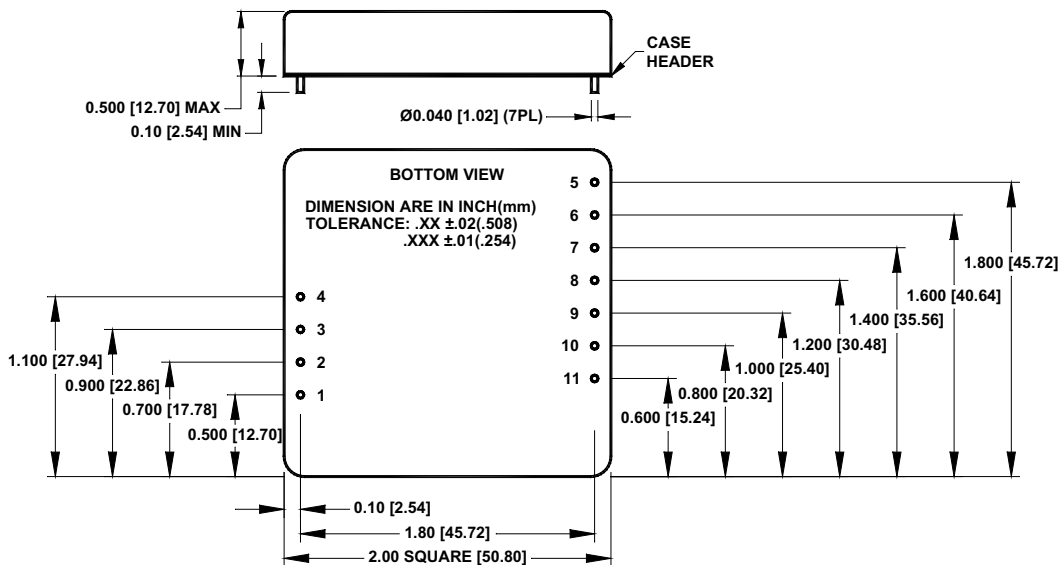 CASE
HEADER
0.500 [12.70] MAX
0.10 [2.54] MIN
Ø0.040 [1.02] (7PL)
BOTTOM VIEW
DIMENSION ARE IN INCH(mm)
TOLERANCE: .XX ±.02(.508)
.XXX ±.01(.254)
5
6
7
8
9
10
11
4
3
2
1
1.100 [27.94]
0.900 [22.86]
0.700 [17.78]
0.500 [12.70]
1.800 [45.72]
1.600 [40.64]
1.400 [35.56]
1.200 [30.48]
1.000 [25.40]
0.800 [20.32]
0.600 [15.24]
0.10 [2.54]
1.80 [45.72]
2.00 SQUARE [50.80]